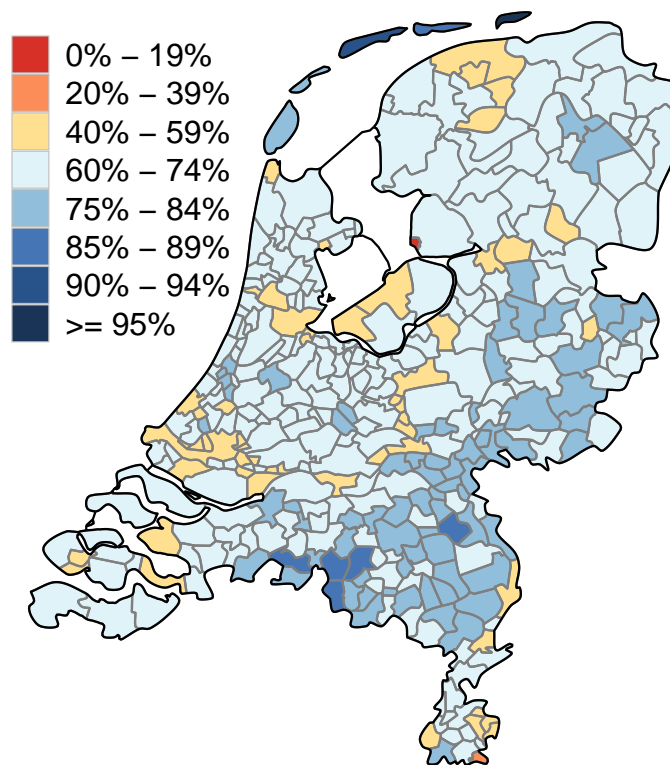 0% – 19%
20% – 39%
40% – 59%
60% – 74%
75% – 84%
85% – 89%
90% – 94%
>= 95%